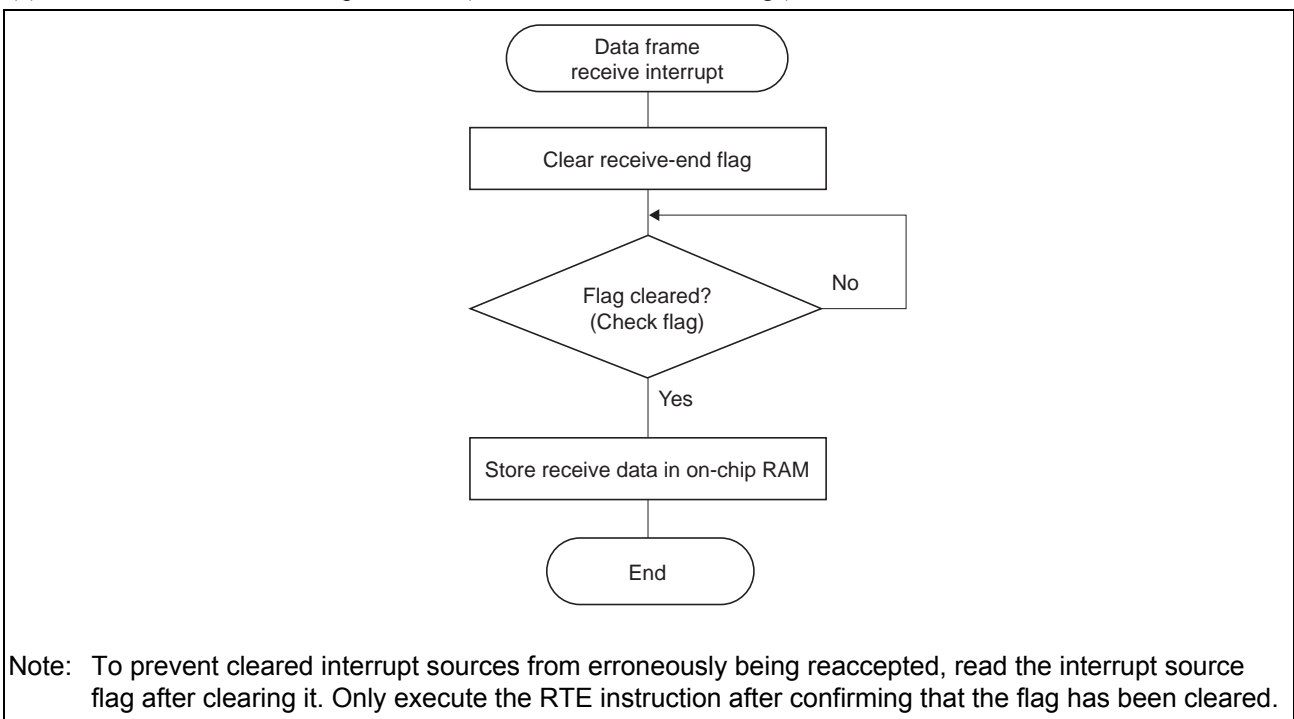 Data frame
receive interrupt
Clear receive-end flag
No
Flag cleared?
(Check flag)
Yes
Store receive data in on-chip RAM
End
Note: To prevent cleared interrupt sources from erroneously being reaccepted, read the interrupt source
flag after clearing it. Only execute the RTE instruction after confirming that the flag has been cleared.